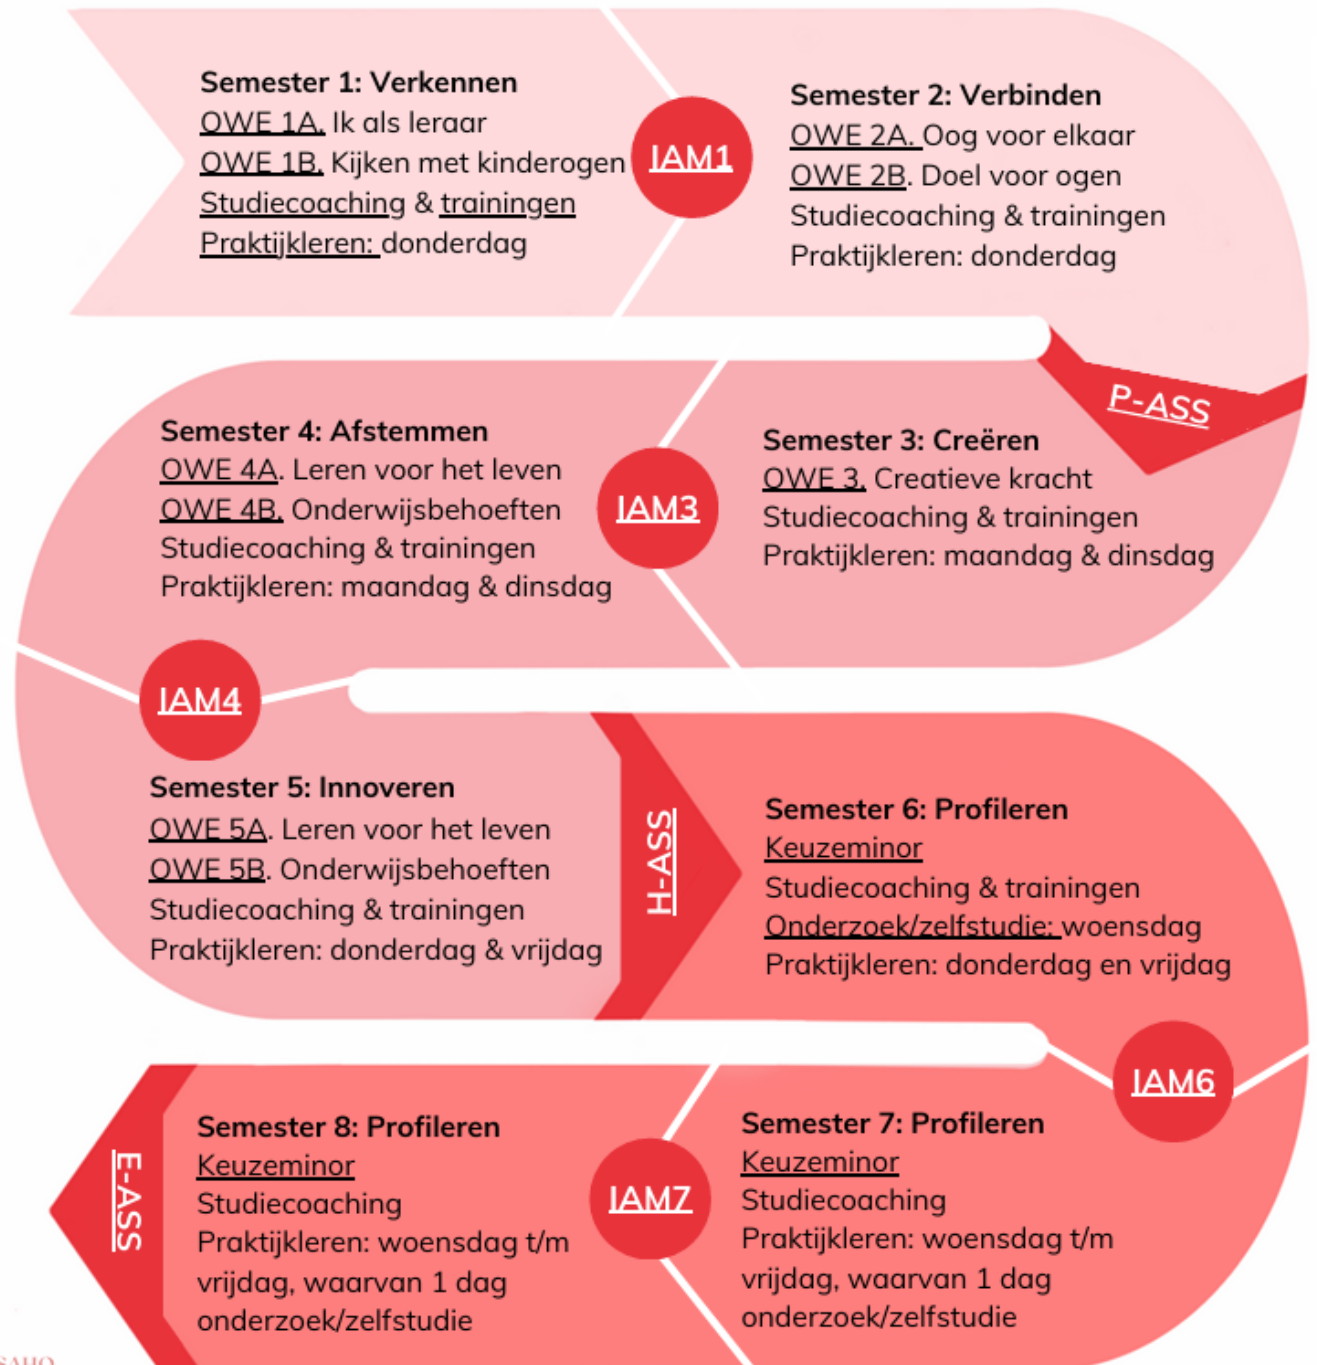 Semester 1: Verkennen
OWE 1A. Ik als leraar
OWE 1B. Kijken met kinderogen
Studiecoaching & trainingen
Praktijkleren: donderdag
IAM1
Semester 2: Verbinden
OWE 2A. Oog voor elkaar
OWE 2B. Doel voor ogen
Studiecoaching & trainingen
Praktijkleren: donderdag
P-ASS
Semester 3: Creëren
OWE 3. Creatieve kracht
Studiecoaching & trainingen
Praktijkleren: maandag & dinsdag
IAM3
Semester 4: Afstemmen
OWE 4A. Leren voor het leven
OWE 4B. Onderwijsbehoeften
Studiecoaching & trainingen
Praktijkleren: maandag & dinsdag
IAM4
Semester 5: Innoveren
OWE 5A. Leren voor het leven
OWE 5B. Onderwijsbehoeften
Studiecoaching & trainingen
Praktijkleren: donderdag & vrijdag
H-ASS
Semester 6: Profileren
Keuzeminor
Studiecoaching & trainingen
Onderzoek/zelfstudie: woensdag
Praktijkleren: donderdag en vrijdag
IAM6
Semester 7: Profileren
Keuzeminor
Studiecoaching
Praktijkleren: woensdag t/m
vrijdag, waarvan 1 dag
onderzoek/zelfstudie
IAM7
Semester 8: Profileren
Keuzeminor
Studiecoaching
Praktijkleren: woensdag t/m
vrijdag, waarvan 1 dag
onderzoek/zelfstudie
E-ASS